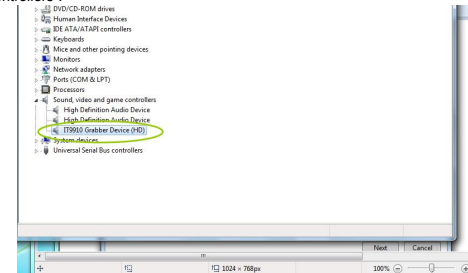 DVD/CD-ROM drives
Human Interface Devices
IDE ATA/ATAPI controllers
Keyboards
Mice and other pointing devices
Monitors
Network adapters
Ports (COM & LPT)
Processors
Sound, video and game controllers
High Definition Audio Device
High Definition Audio Device
IT9910 Grabber Device (HD)
System devices
Universal Serial Bus controllers
Next Cancel
1024 × 768px 100%